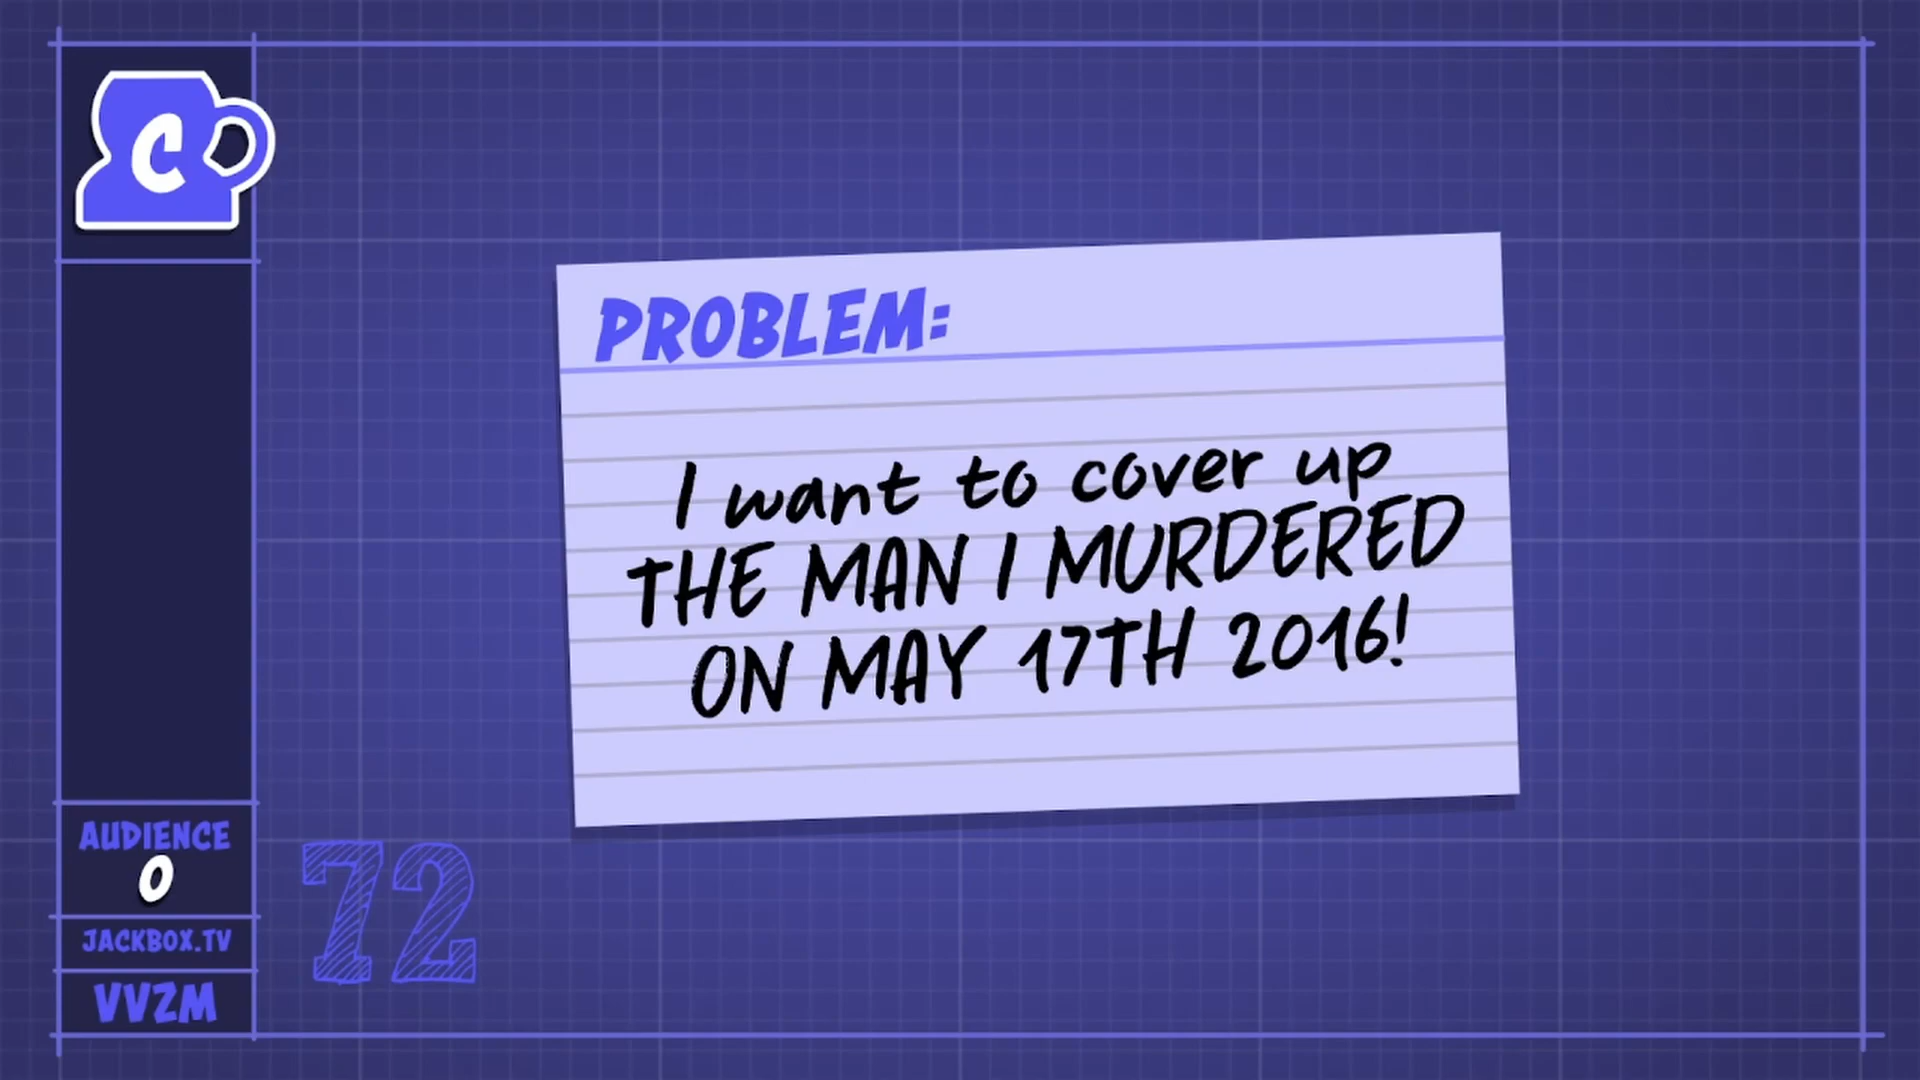 C
PROBLEM:
I want to cover up
THE MAN I MURDERED
ON MAY 17TH 2016!
AUDIENCE
0
72
JACKBOX.TV
VVZM